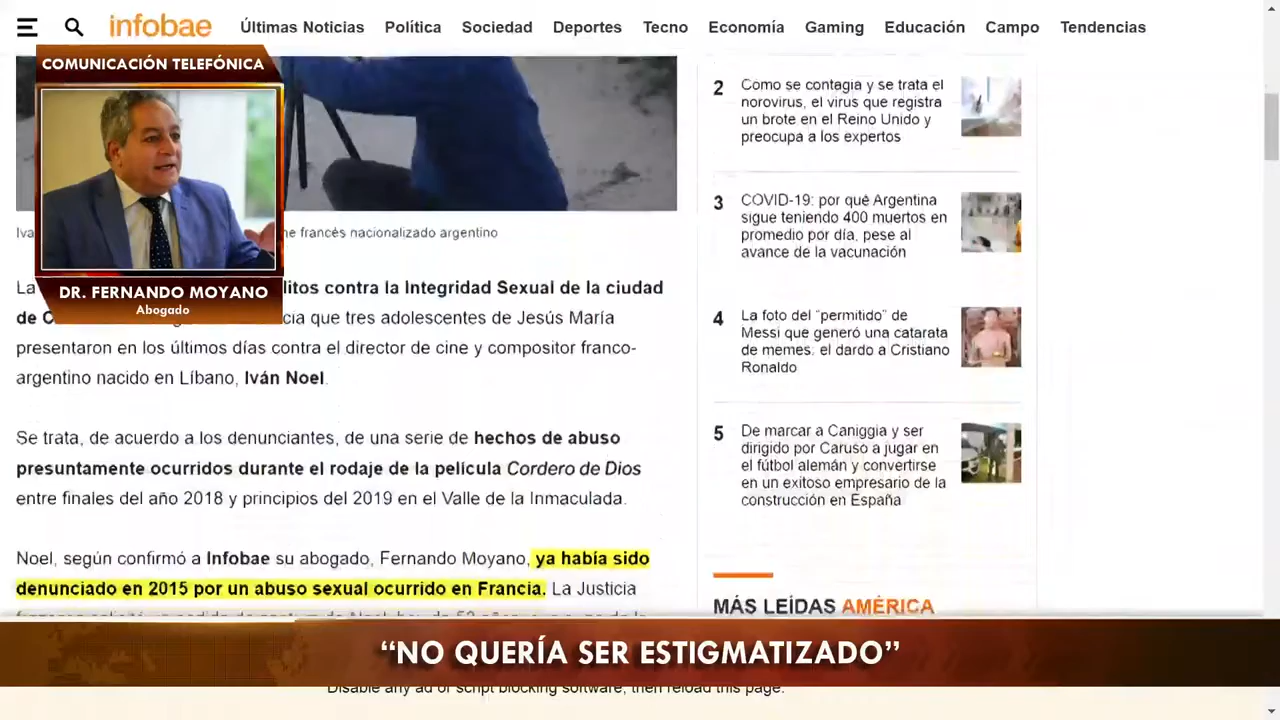 infobae
Últimas Noticias Política Sociedad Deportes Tecno Economía Gaming Educación Campo Tendencias
COMUNICACIÓN TELEFÓNICA
DR. FERNANDO MOYANO
Abogado
francés nacionalizado argentino
La litos contra la Integridad Sexual de la ciudad
de que tres adolescentes de Jesús María
presentaron en los últimos días contra el director de cine y compositor franco-
argentino nacido en Líbano, Iván Noel.
Se trata, de acuerdo a los denunciantes, de una serie de hechos de abuso
presuntamente ocurridos durante el rodaje de la película Cordero de Dios
entre finales del año 2018 y principios del 2019 en el Valle de la Inmaculada.
Noel, según confirmó a Infobae su abogado, Fernando Moyano, ya había sido
denunciado en 2015 por un abuso sexual ocurrido en Francia. La Justicia
2 Cómo se contagia y se trata el
norovirus, el virus que registra
un brote en el Reino Unido y
preocupa a los expertos
3 COVID-19: por qué Argentina
sigue teniendo 400 muertos en
promedio por día, pese al
avance de la vacunación
4 La foto del “permitido” de
Messi que generó una catarata
de memes: el dardo a Cristiano
Ronaldo
5 De marcar a Caniggia y ser
dirigido por Caruso a jugar en
el fútbol alemán y convertirse
en un exitoso empresario de la
construcción en España
MÁS LEÍDAS AMÉRICA
“NO QUERÍA SER ESTIGMATIZADO”
Disable any ad or script blocking software, then reload this page.